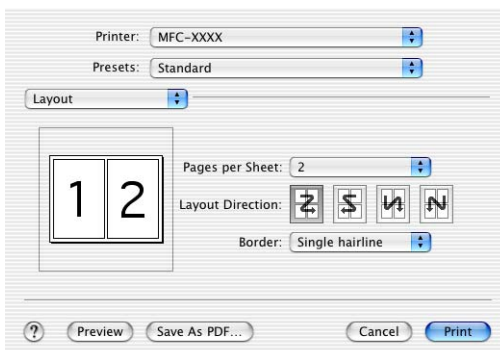 Printer: MFC-XXXX
Presets: Standard
Layout
1 2
Pages per Sheet: 2
Layout Direction:
Border: Single hairline
? Preview Save As PDF... Cancel Print